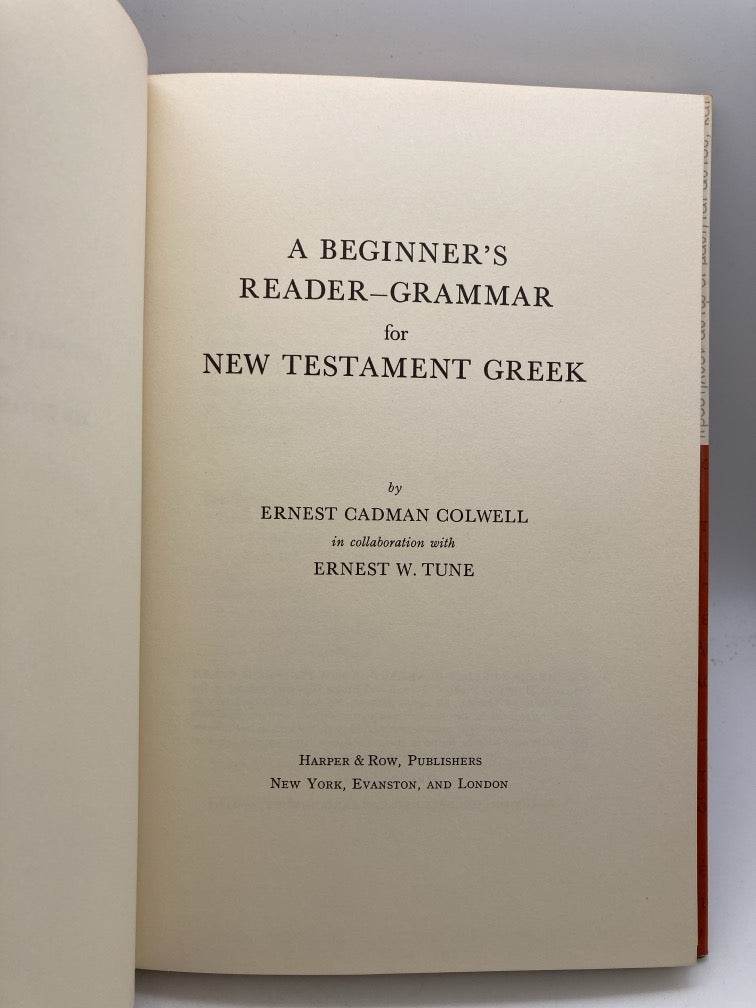 A BEGINNER'S
READER–GRAMMAR
for
NEW TESTAMENT GREEK
by
ERNEST CADMAN COLWELL
in collaboration with
ERNEST W. TUNE
HARPER & ROW, PUBLISHERS
NEW YORK, EVANSTON, AND LONDON